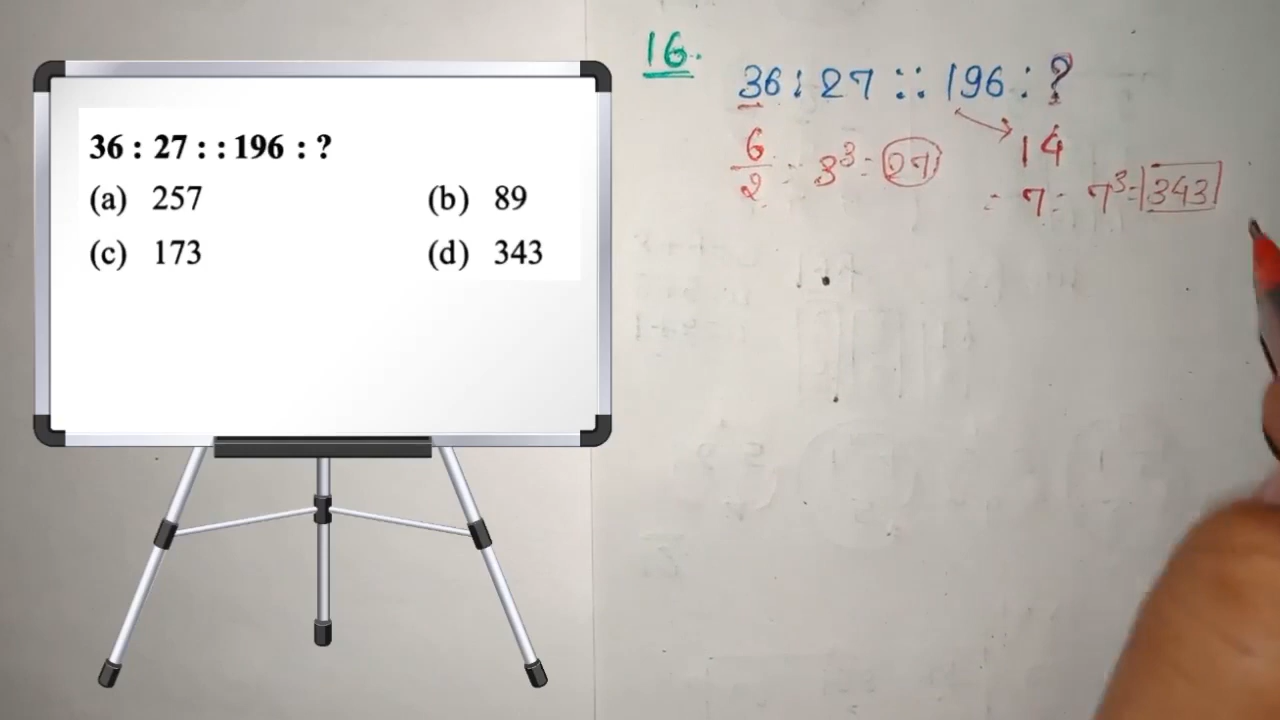 36 : 27 : : 196 : ?
(a) 257 (b) 89
(c) 173 (d) 343
16.
36 : 27 :: 196 : ?
6/2 = 3³ = 27
14
= 7 = 7³ = 343